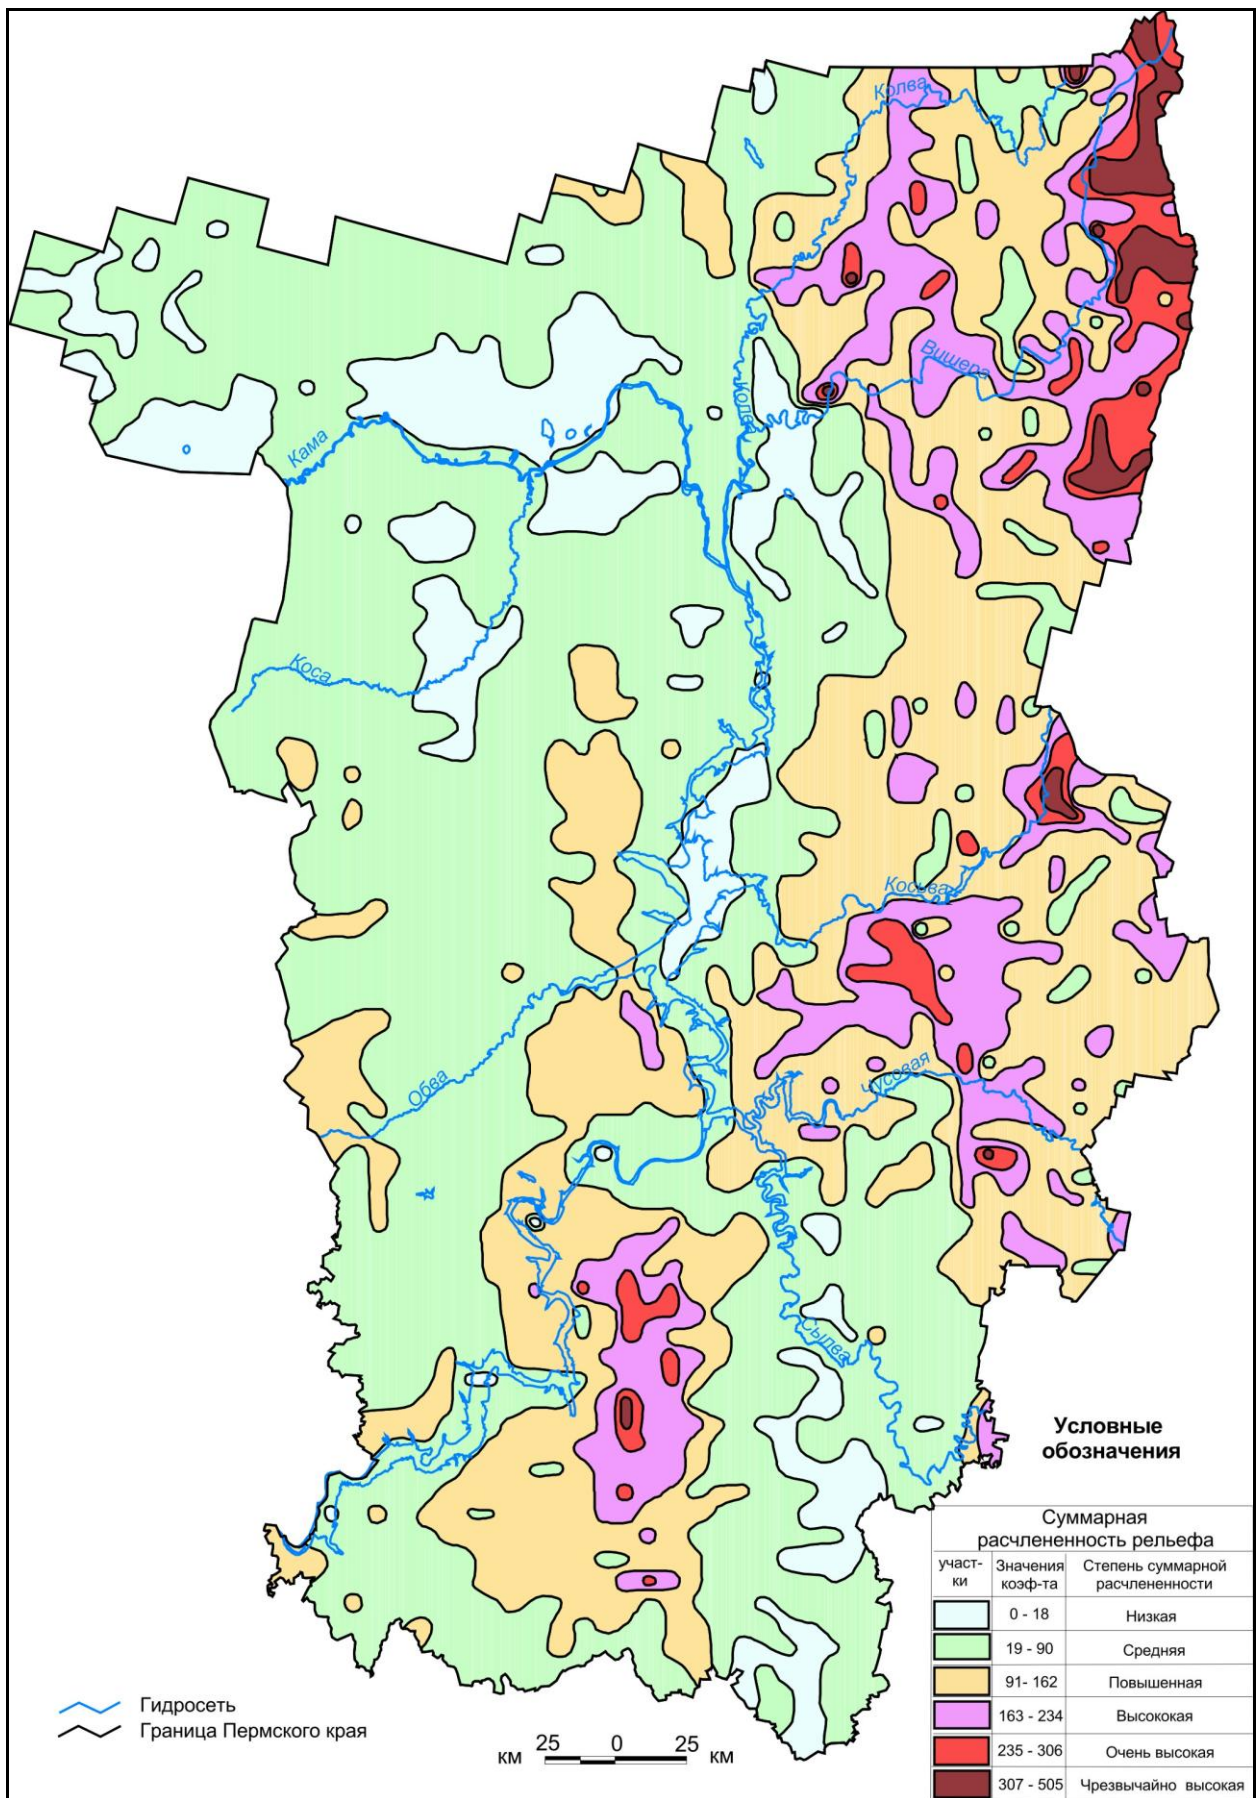 Колва
Вишера
Колва
Кама
Коса
Косьва
Обва
Чусовая
Сылва
Условные
обозначения
Суммарная
расчлененность рельефа
участ-
ки
Значения
коэф-та
Степень суммарной
расчлененности
0 - 18 Низкая
19 - 90 Средняя
91- 162 Повышенная
163 - 234 Высококая
235 - 306 Очень высокая
307 - 505 Чрезвычайно высокая
Гидросеть
Граница Пермского края
км 25 0 25 км